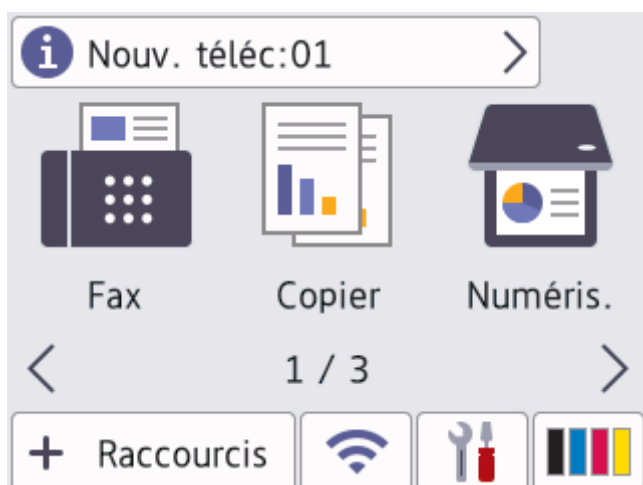 Nouv. téléc:01
Fax Copier Numéris.
1 / 3
+ Raccourcis